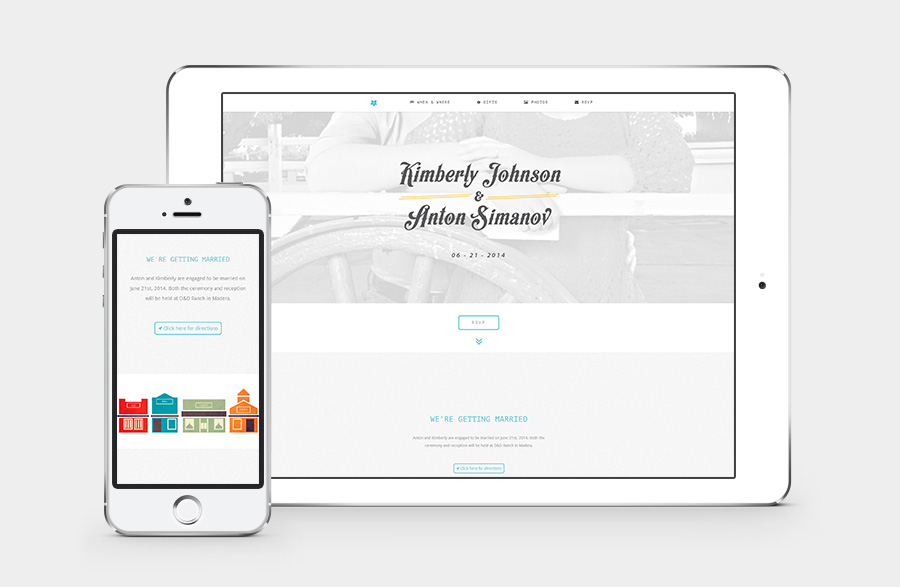 WHEN & WHERE GIFTS PHOTOS RSVP
Kimberly Johnson
&
Anton Simanov
06 - 21 - 2014
RSVP
WE'RE GETTING MARRIED
Anton and Kimberly are engaged to be married on June 21st, 2014. Both the
ceremony and reception will be held at D&D Ranch in Madera.
Click here for directions
WE'RE GETTING MARRIED
Anton and Kimberly are engaged to be married on
June 21st, 2014. Both the ceremony and reception
will be held at D&D Ranch in Madera.
Click here for directions